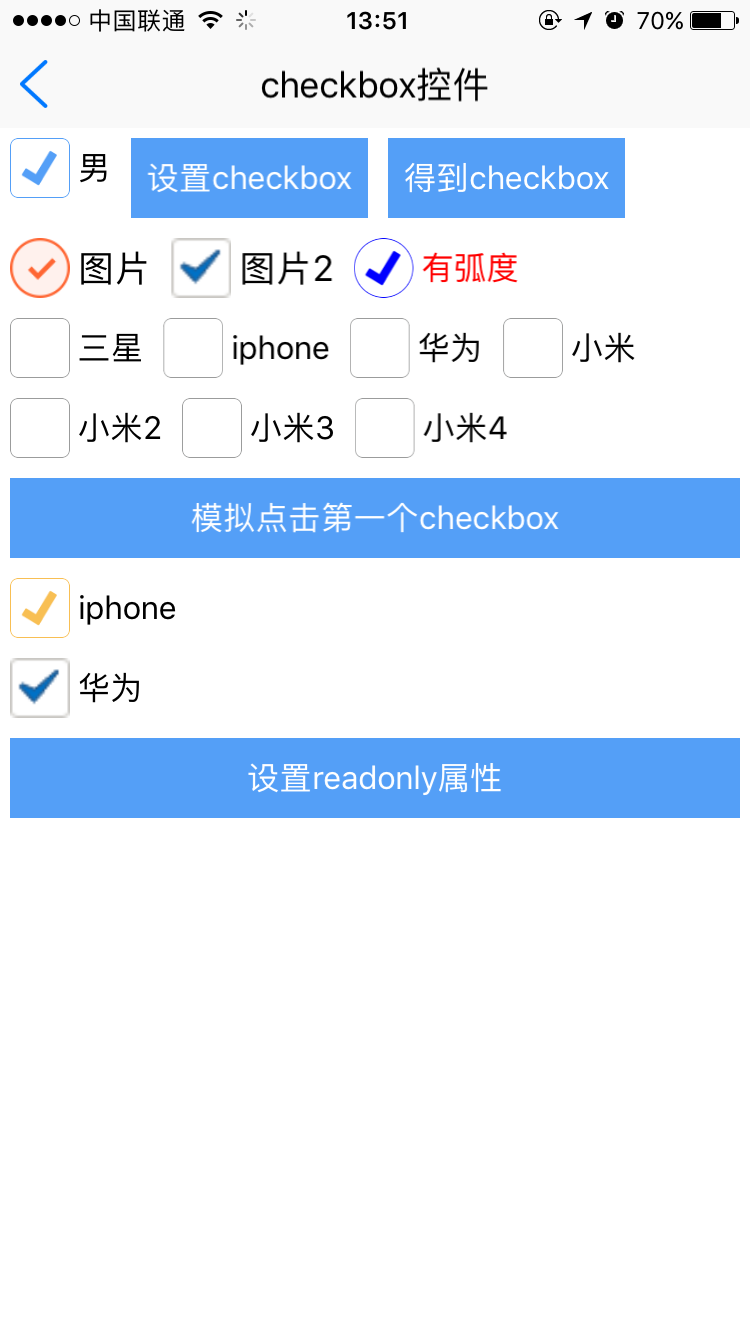 中国联通 13:51 70%
checkbox控件
男 设置checkbox 得到checkbox
图片 图片2 有弧度
三星 iphone 华为 小米
小米2 小米3 小米4
模拟点击第一个checkbox
iphone
华为
设置readonly属性